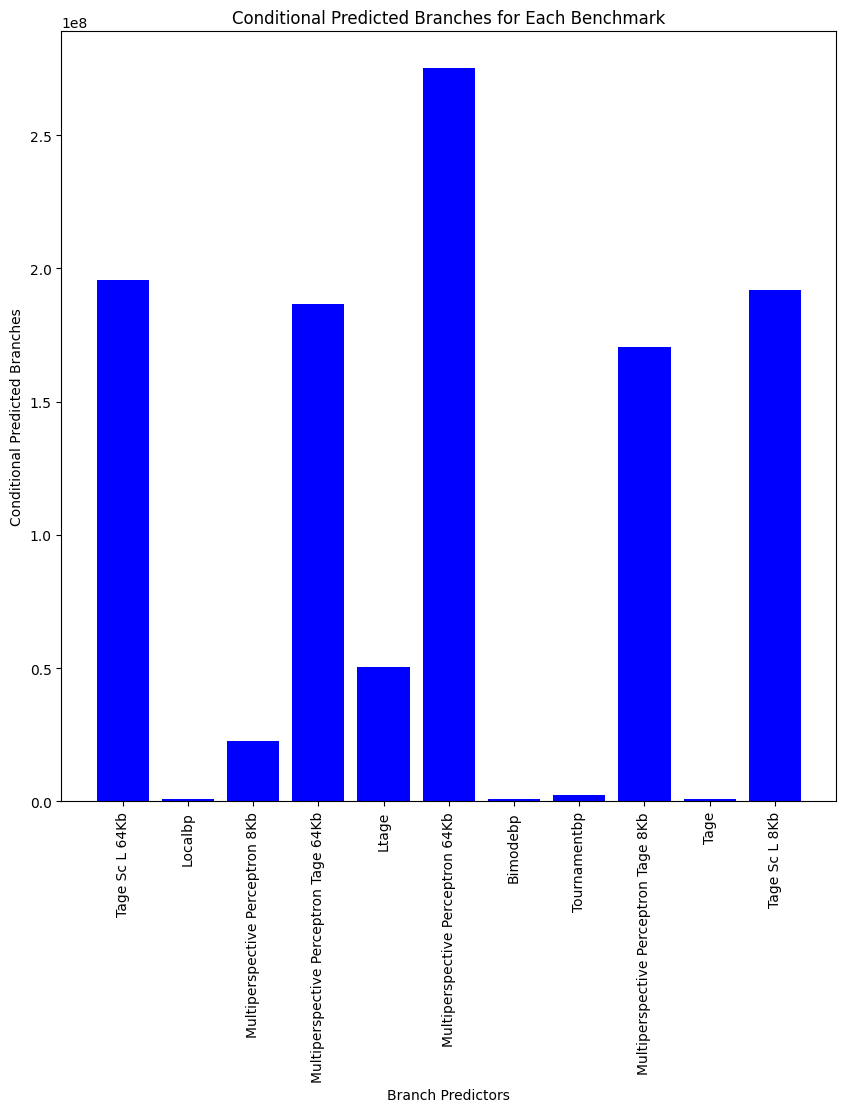 Conditional Predicted Branches for Each Benchmark
1e8
2.5
2.0
1.5
1.0
0.5
0.0
Conditional Predicted Branches
Tage Sc L 64Kb
Localbp
Multiperspective Perceptron 8Kb
Multiperspective Perceptron Tage 64Kb
Ltage
Multiperspective Perceptron 64Kb
Bimodebp
Tournamentbp
Multiperspective Perceptron Tage 8Kb
Tage
Tage Sc L 8Kb
Branch Predictors